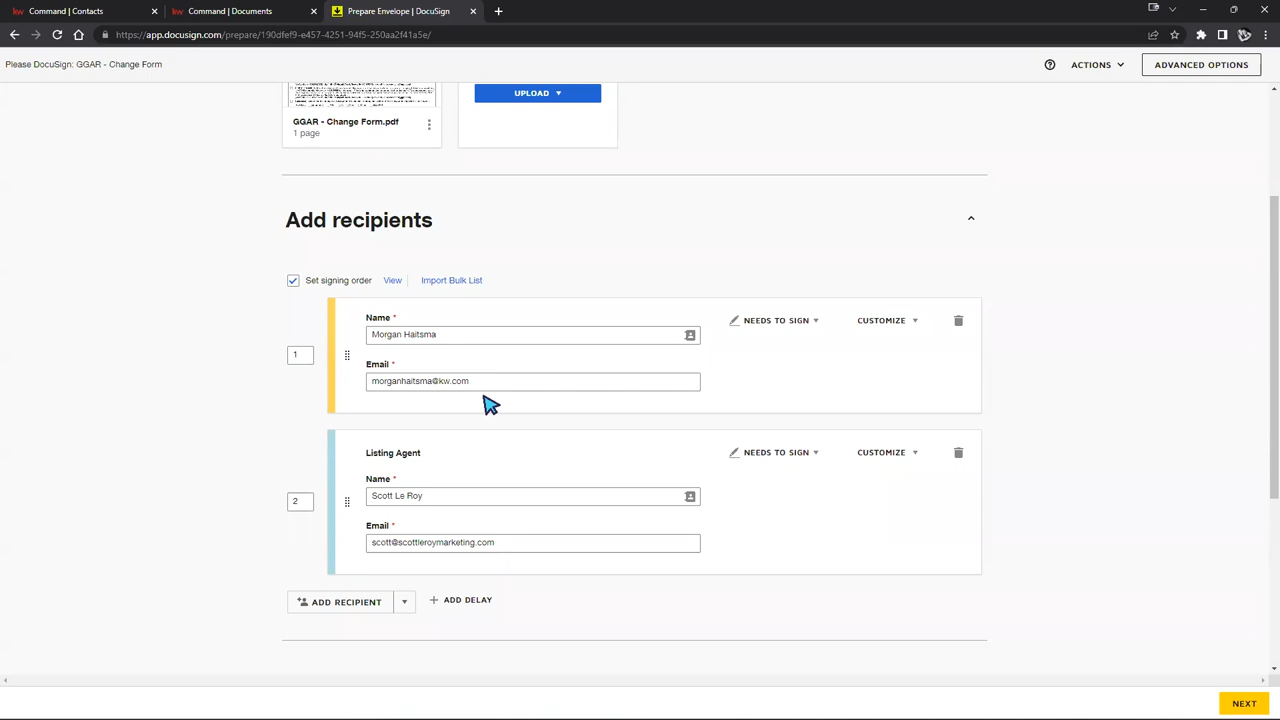 kw Command | Contacts
kw Command | Documents
Prepare Envelope | DocuSign
https://app.docusign.com/prepare/190dfef9-e457-4251-94f5-250aa2f41a5e/
Please DocuSign: GGAR - Change Form
ACTIONS
ADVANCED OPTIONS
UPLOAD
GGAR - Change Form.pdf
1 page
Add recipients
Set signing order
View
Import Bulk List
1
Name *
Morgan Haitsma
Email *
morganhaitsma@kw.com
NEEDS TO SIGN
CUSTOMIZE
2
Listing Agent
Name *
Scott Le Roy
Email *
scott@scottleroymarketing.com
NEEDS TO SIGN
CUSTOMIZE
ADD RECIPIENT
ADD DELAY
NEXT